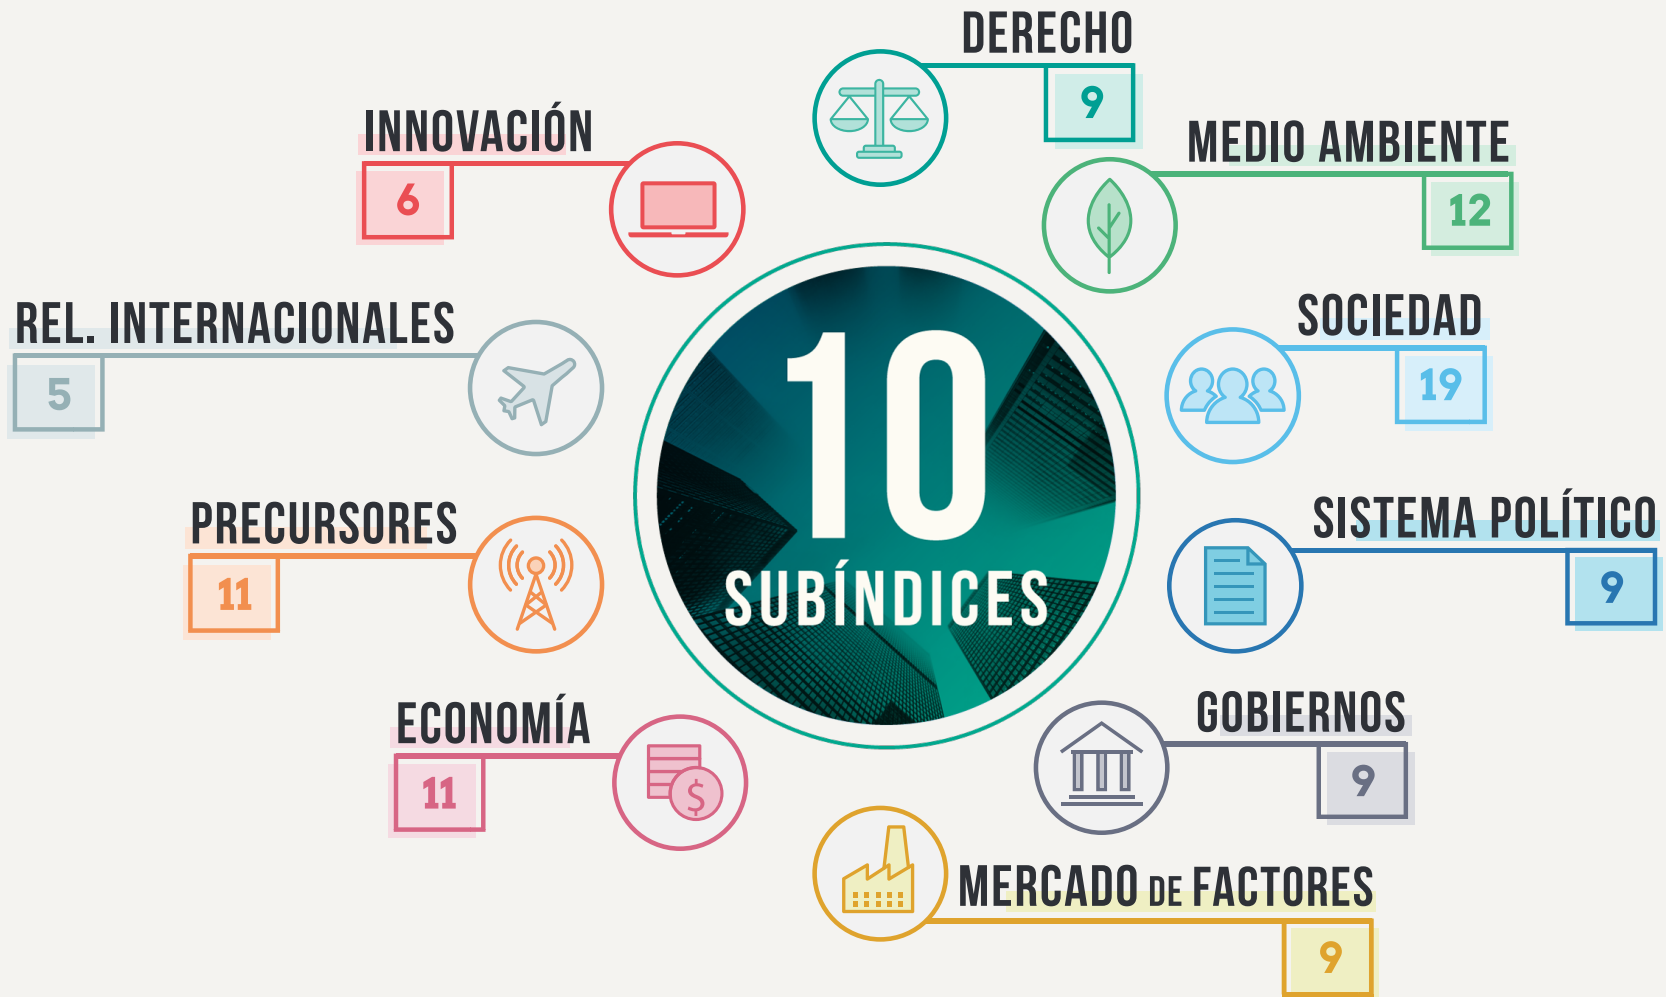 DERECHO
9
MEDIO AMBIENTE
12
SOCIEDAD
19
SISTEMA POLÍTICO
9
GOBIERNOS
9
MERCADO DE FACTORES
9
ECONOMÍA
11
$
PRECURSORES
11
REL. INTERNACIONALES
5
INNOVACIÓN
6
10
SUBÍNDICES